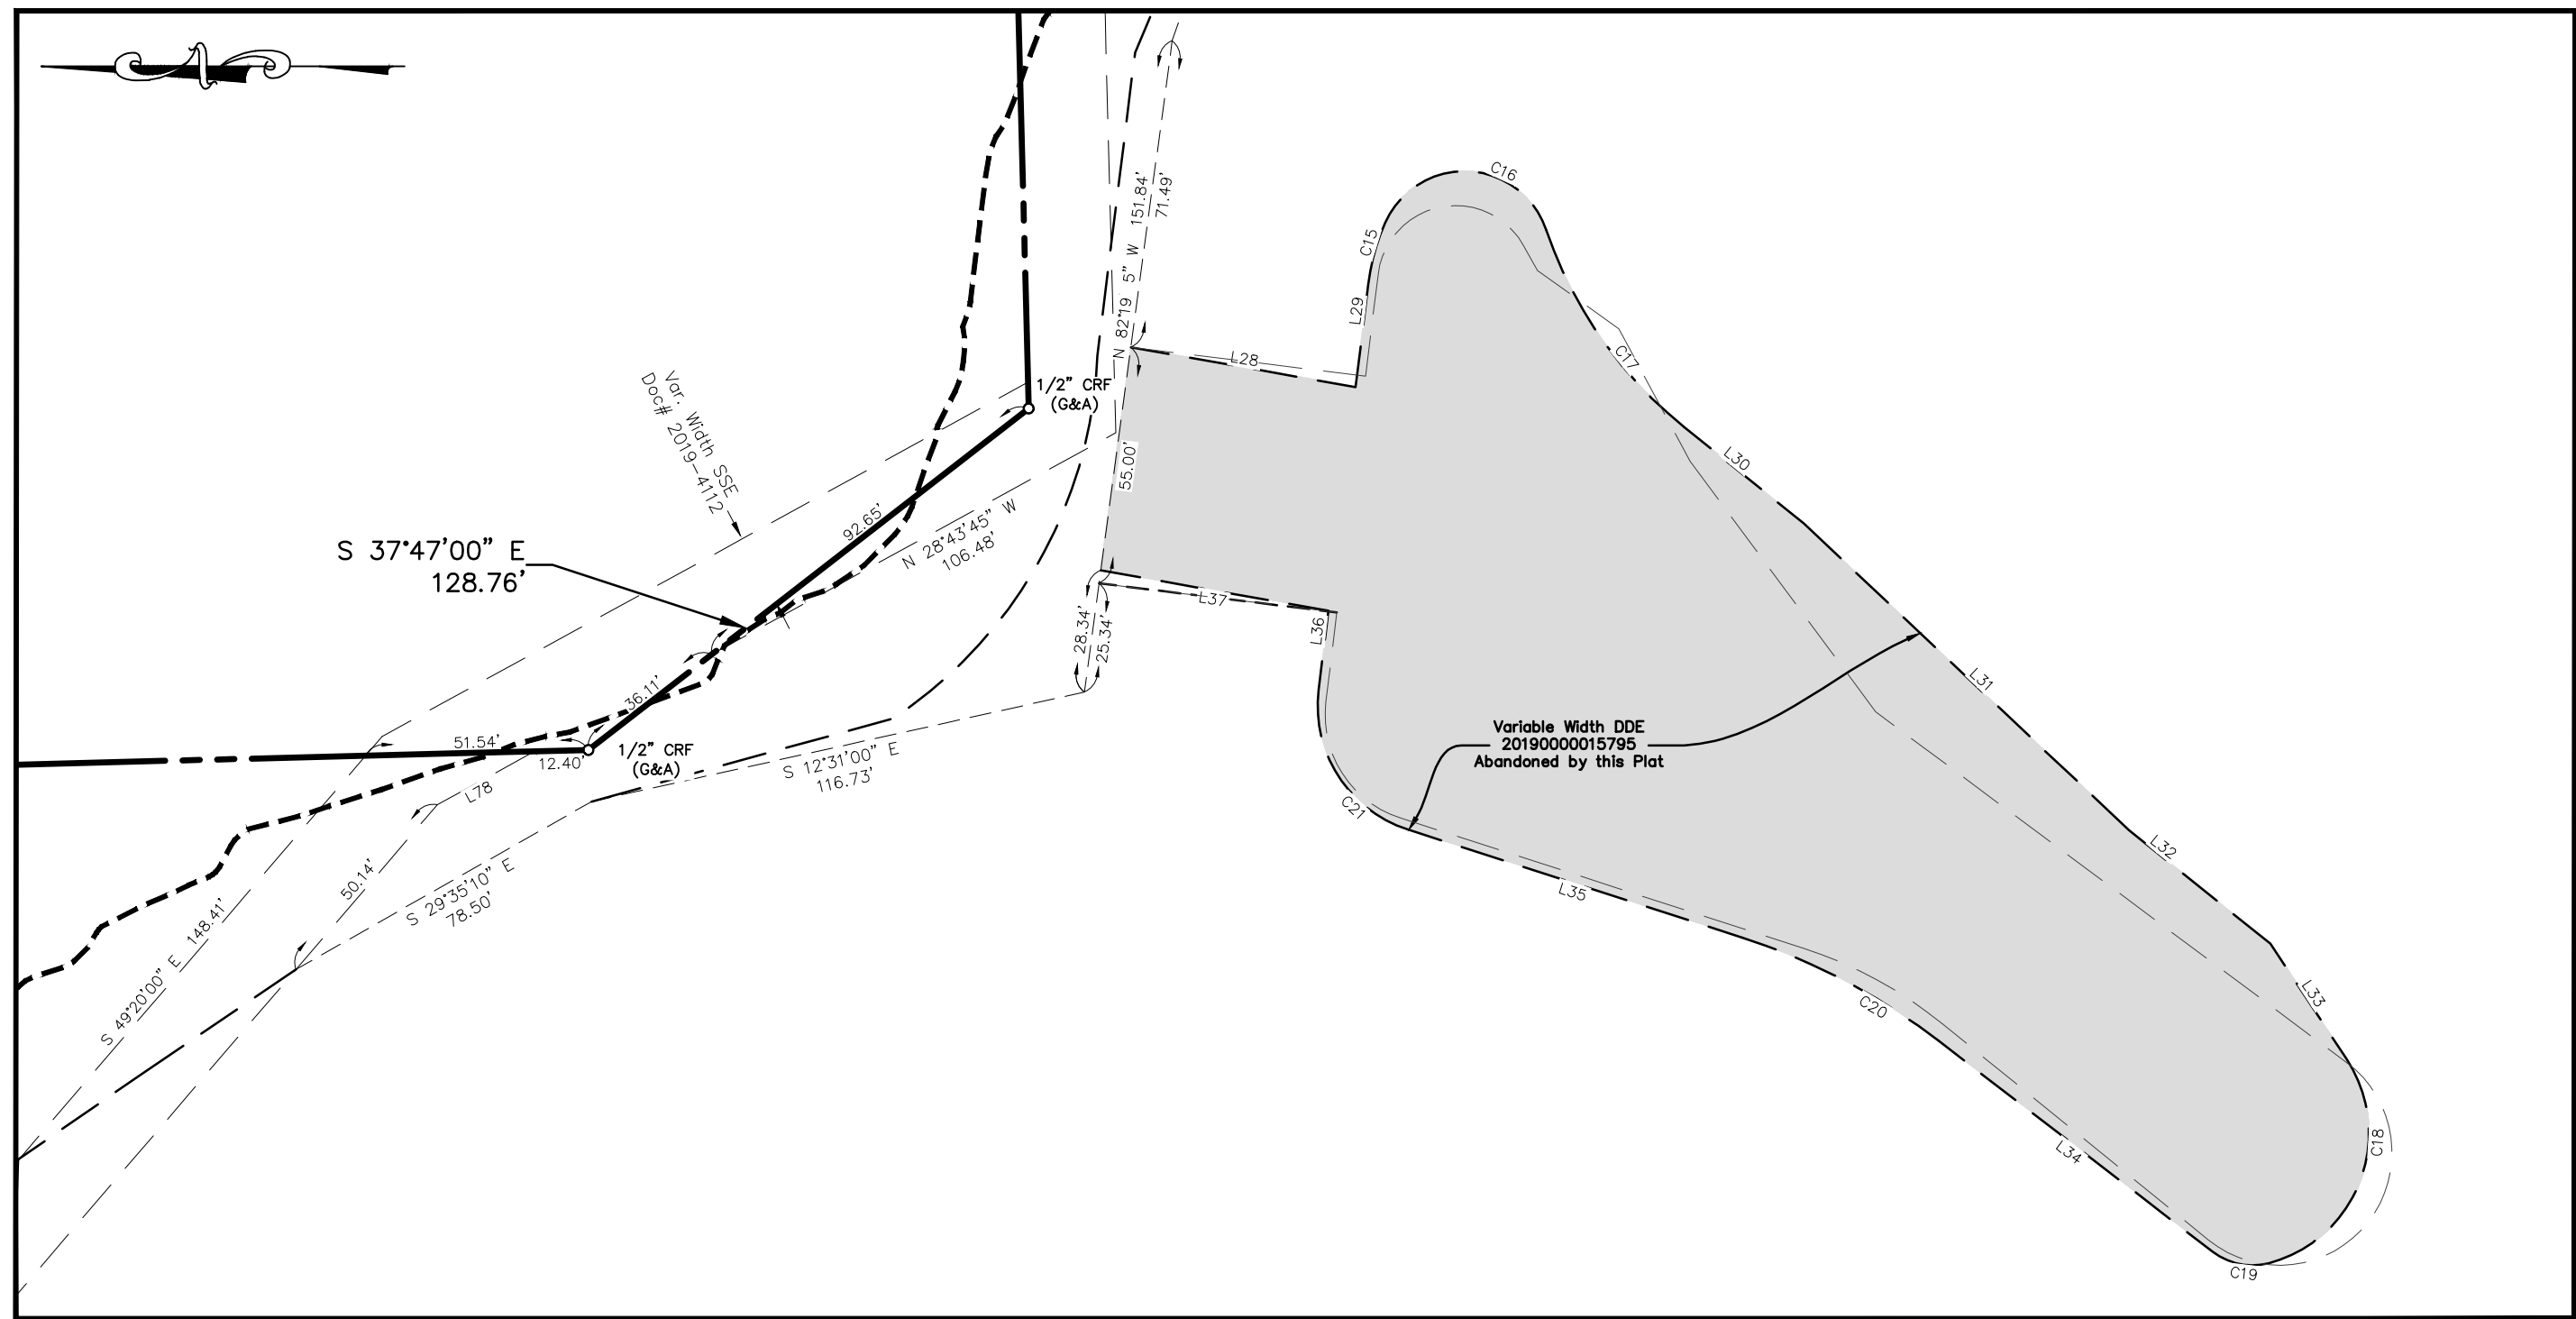 N
C16
151.84'
71.49'
N 82°19 5" W
C15
L29
L28
C17
1/2" CRF
(G&A)
Var. Width SSE
Doc# 2019-4112
L30
55.00'
92.65'
N 28°43'45" W
106.48'
S 37°47'00" E
128.76'
L37
L36
28.34'
25.34'
L31
36.11'
51.54'
12.40'
1/2" CRF
(G&A)
S 12°31'00" E
116.73'
Variable Width DDE
20190000015795
Abandoned by this Plat
L78
C21
L32
50.14'
S 29°35'10" E
78.50'
L35
148.41'
S 49°20'00" E
L33
C20
C18
L34
C19